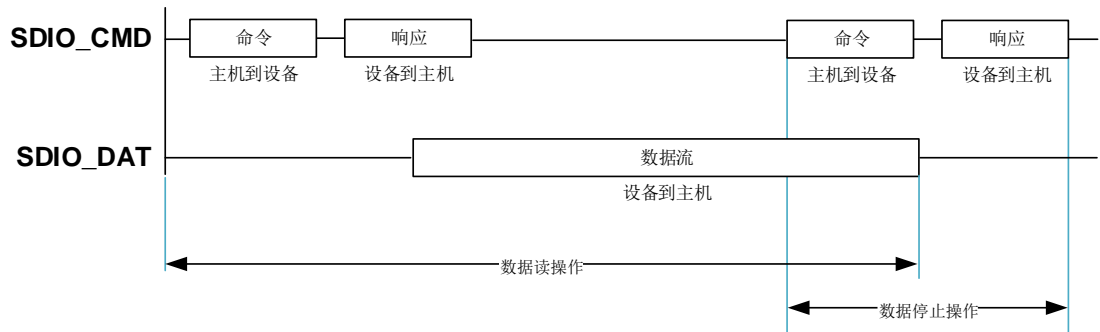 SDIO_CMD
命令
响应
命令
响应
主机到设备
设备到主机
主机到设备
设备到主机
SDIO_DAT
数据流
设备到主机
数据读操作
数据停止操作